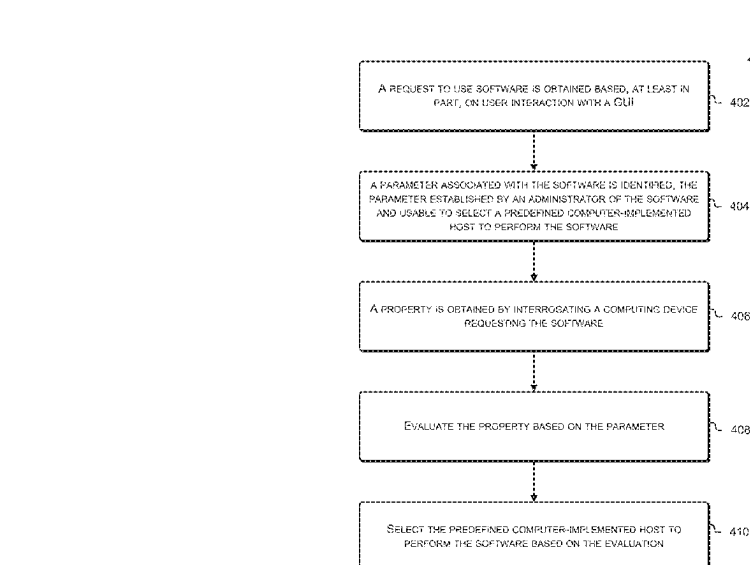 A REQUEST TO USE SOFTWARE IS OBTAINED BASED, AT LEAST IN
PART, ON USER INTERACTION WITH A GUI
402
A PARAMETER ASSOCIATED WITH THE SOFTWARE IS IDENTIFIED, THE
PARAMETER ESTABLISHED BY AN ADMINISTRATOR OF THE SOFTWARE
AND USABLE TO SELECT A PREDEFINED COMPUTER-IMPLEMENTED
HOST TO PERFORM THE SOFTWARE
404
A PROPERTY IS OBTAINED BY INTERROGATING A COMPUTING DEVICE
REQUESTING THE SOFTWARE
406
EVALUATE THE PROPERTY BASED ON THE PARAMETER
408
SELECT THE PREDEFINED COMPUTER-IMPLEMENTED HOST TO
PERFORM THE SOFTWARE BASED ON THE EVALUATION
410